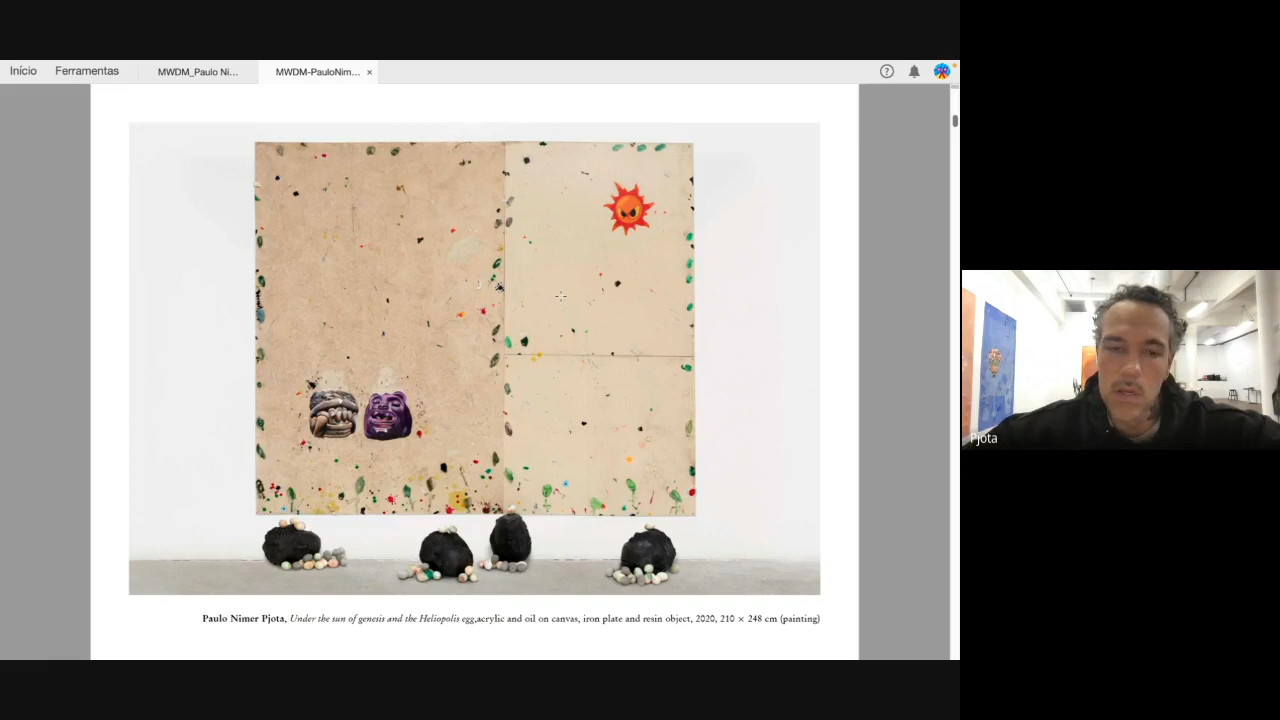 Início Ferramentas MWDM_Paulo Ni... MWDM-PauloNim... ×
Pjota
Paulo Nimer Pjota, Under the sun of genesis and the Heliopolis egg,acrylic and oil on canvas, iron plate and resin object, 2020, 210 × 248 cm (painting)